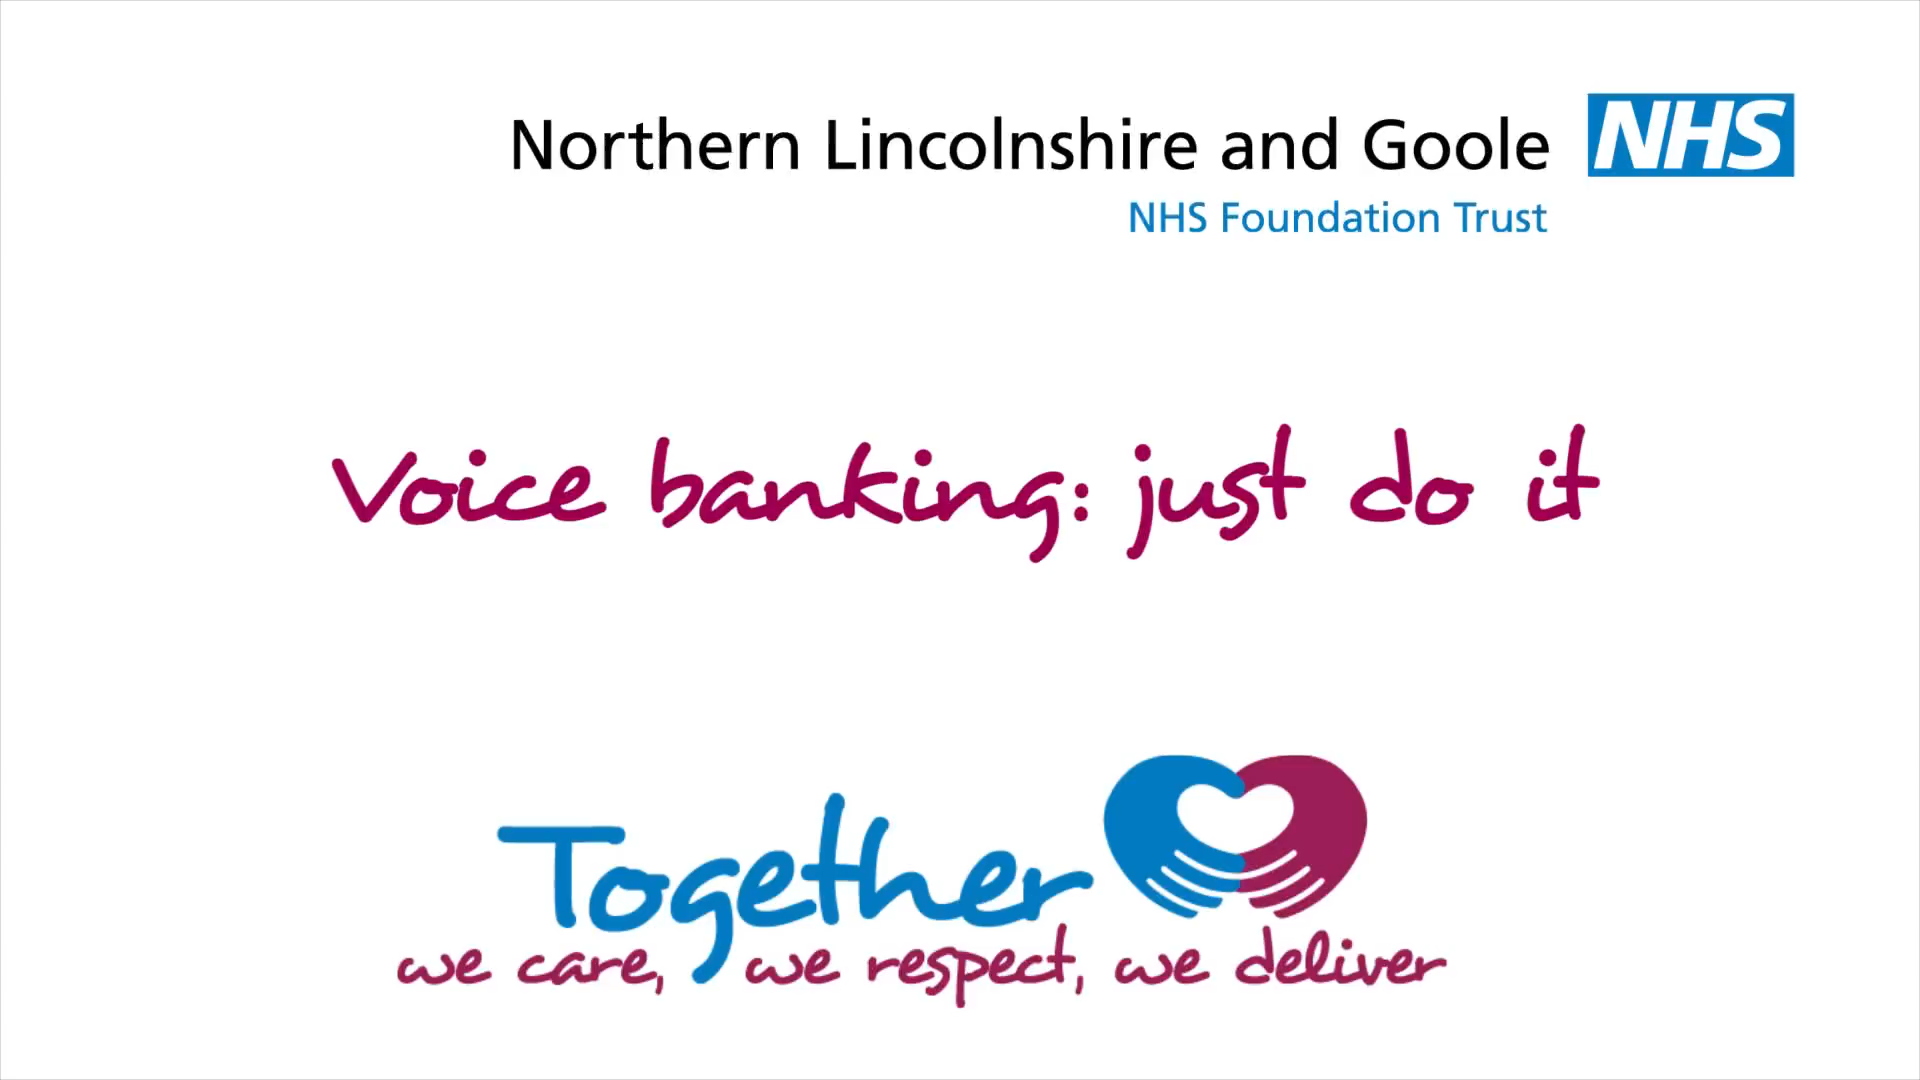 Northern Lincolnshire and Goole NHS
NHS Foundation Trust
Voice banking: just do it
Together
we care, we respect, we deliver